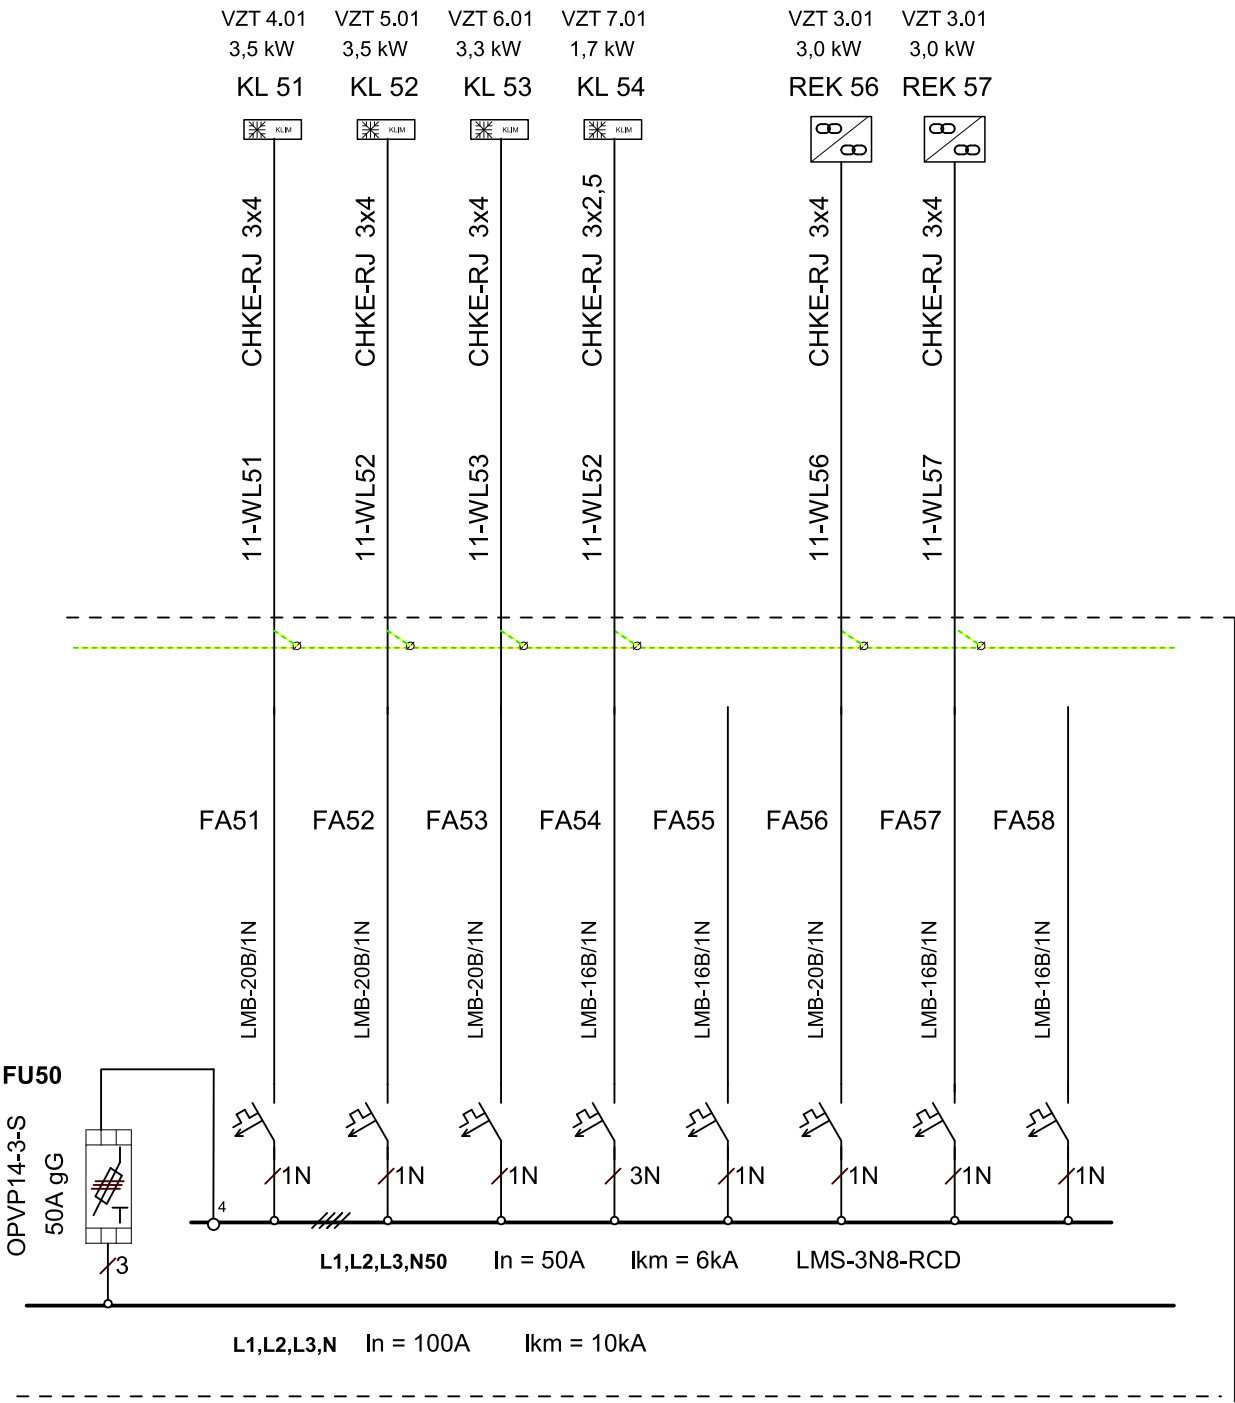 VZT 4.01 VZT 5.01 VZT 6.01 VZT 7.01 VZT 3.01 VZT 3.01
3,5 kW 3,5 kW 3,3 kW 1,7 kW 3,0 kW 3,0 kW
KL 51 KL 52 KL 53 KL 54 REK 56 REK 57
KLIM KLIM KLIM KLIM
CHKE-RJ 3x4 CHKE-RJ 3x4 CHKE-RJ 3x4 CHKE-RJ 3x2,5 CHKE-RJ 3x4 CHKE-RJ 3x4
11-WL51 11-WL52 11-WL53 11-WL52 11-WL56 11-WL57
FA51 FA52 FA53 FA54 FA55 FA56 FA57 FA58
LMB-20B/1N LMB-20B/1N LMB-20B/1N LMB-16B/1N LMB-16B/1N LMB-20B/1N LMB-16B/1N LMB-16B/1N
FU50
OPVP14-3-S
50A gG
T
1N 1N 1N 3N 1N 1N 1N 1N
4
3
L1,L2,L3,N50 In = 50A Ikm = 6kA LMS-3N8-RCD
L1,L2,L3,N In = 100A Ikm = 10kA